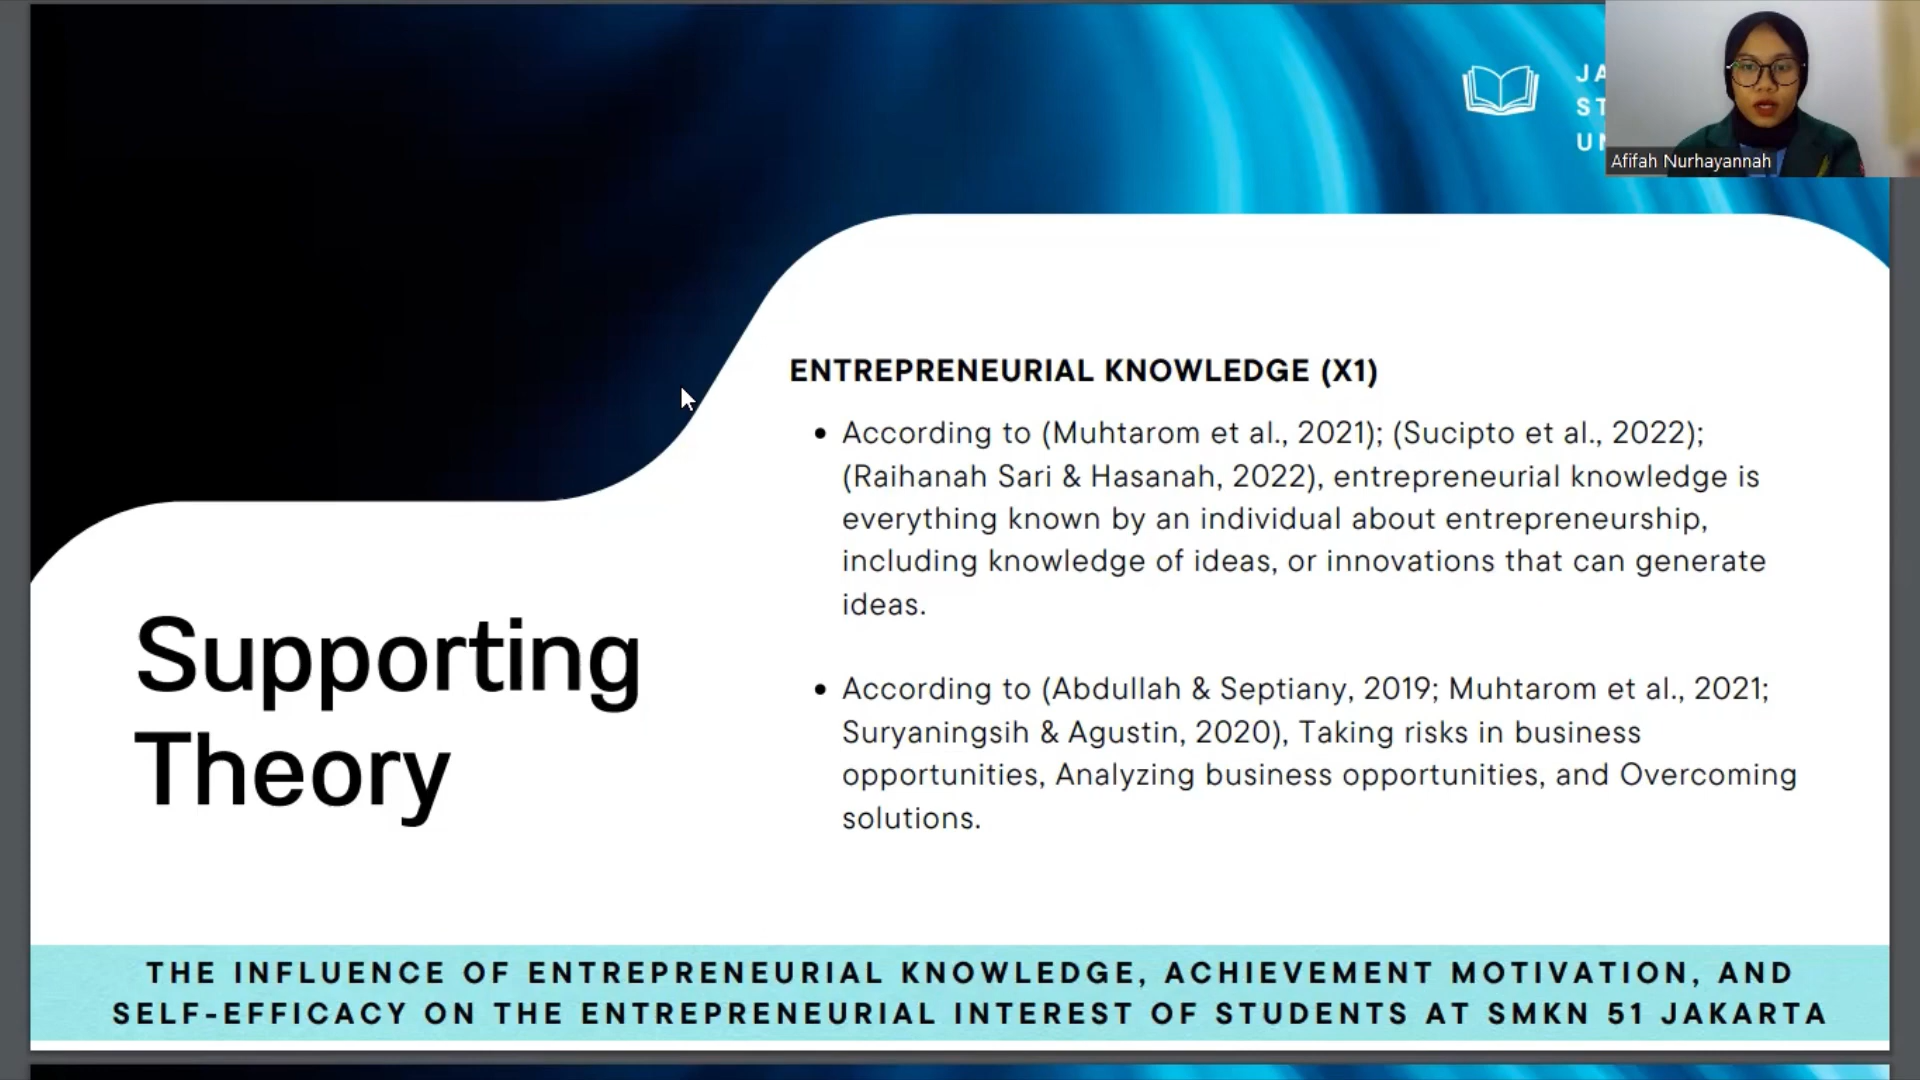 Afifah Nurhayannah
ENTREPRENEURIAL KNOWLEDGE (X1)
• According to (Muhtarom et al., 2021); (Sucipto et al., 2022);
(Raihanah Sari & Hasanah, 2022), entrepreneurial knowledge is
everything known by an individual about entrepreneurship,
including knowledge of ideas, or innovations that can generate
ideas.
• According to (Abdullah & Septiany, 2019; Muhtarom et al., 2021;
Suryaningsih & Agustin, 2020), Taking risks in business
opportunities, Analyzing business opportunities, and Overcoming
solutions.
Supporting
Theory
THE INFLUENCE OF ENTREPRENEURIAL KNOWLEDGE, ACHIEVEMENT MOTIVATION, AND
SELF-EFFICACY ON THE ENTREPRENEURIAL INTEREST OF STUDENTS AT SMKN 51 JAKARTA